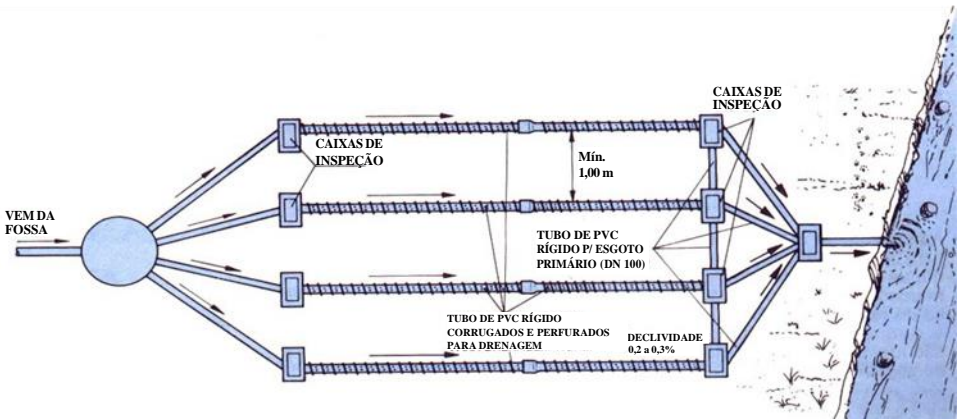 VEM DA
FOSSA
CAIXAS DE
INSPEÇÃO
Mín.
1,00 m
CAIXAS DE
INSPEÇÃO
TUBO DE PVC
RÍGIDO P/ ESGOTO
PRIMÁRIO (DN 100)
TUBO DE PVC RÍGIDO
CORRUGADOS E PERFURADOS
PARA DRENAGEM
DECLIVIDADE
0,2 a 0,3%